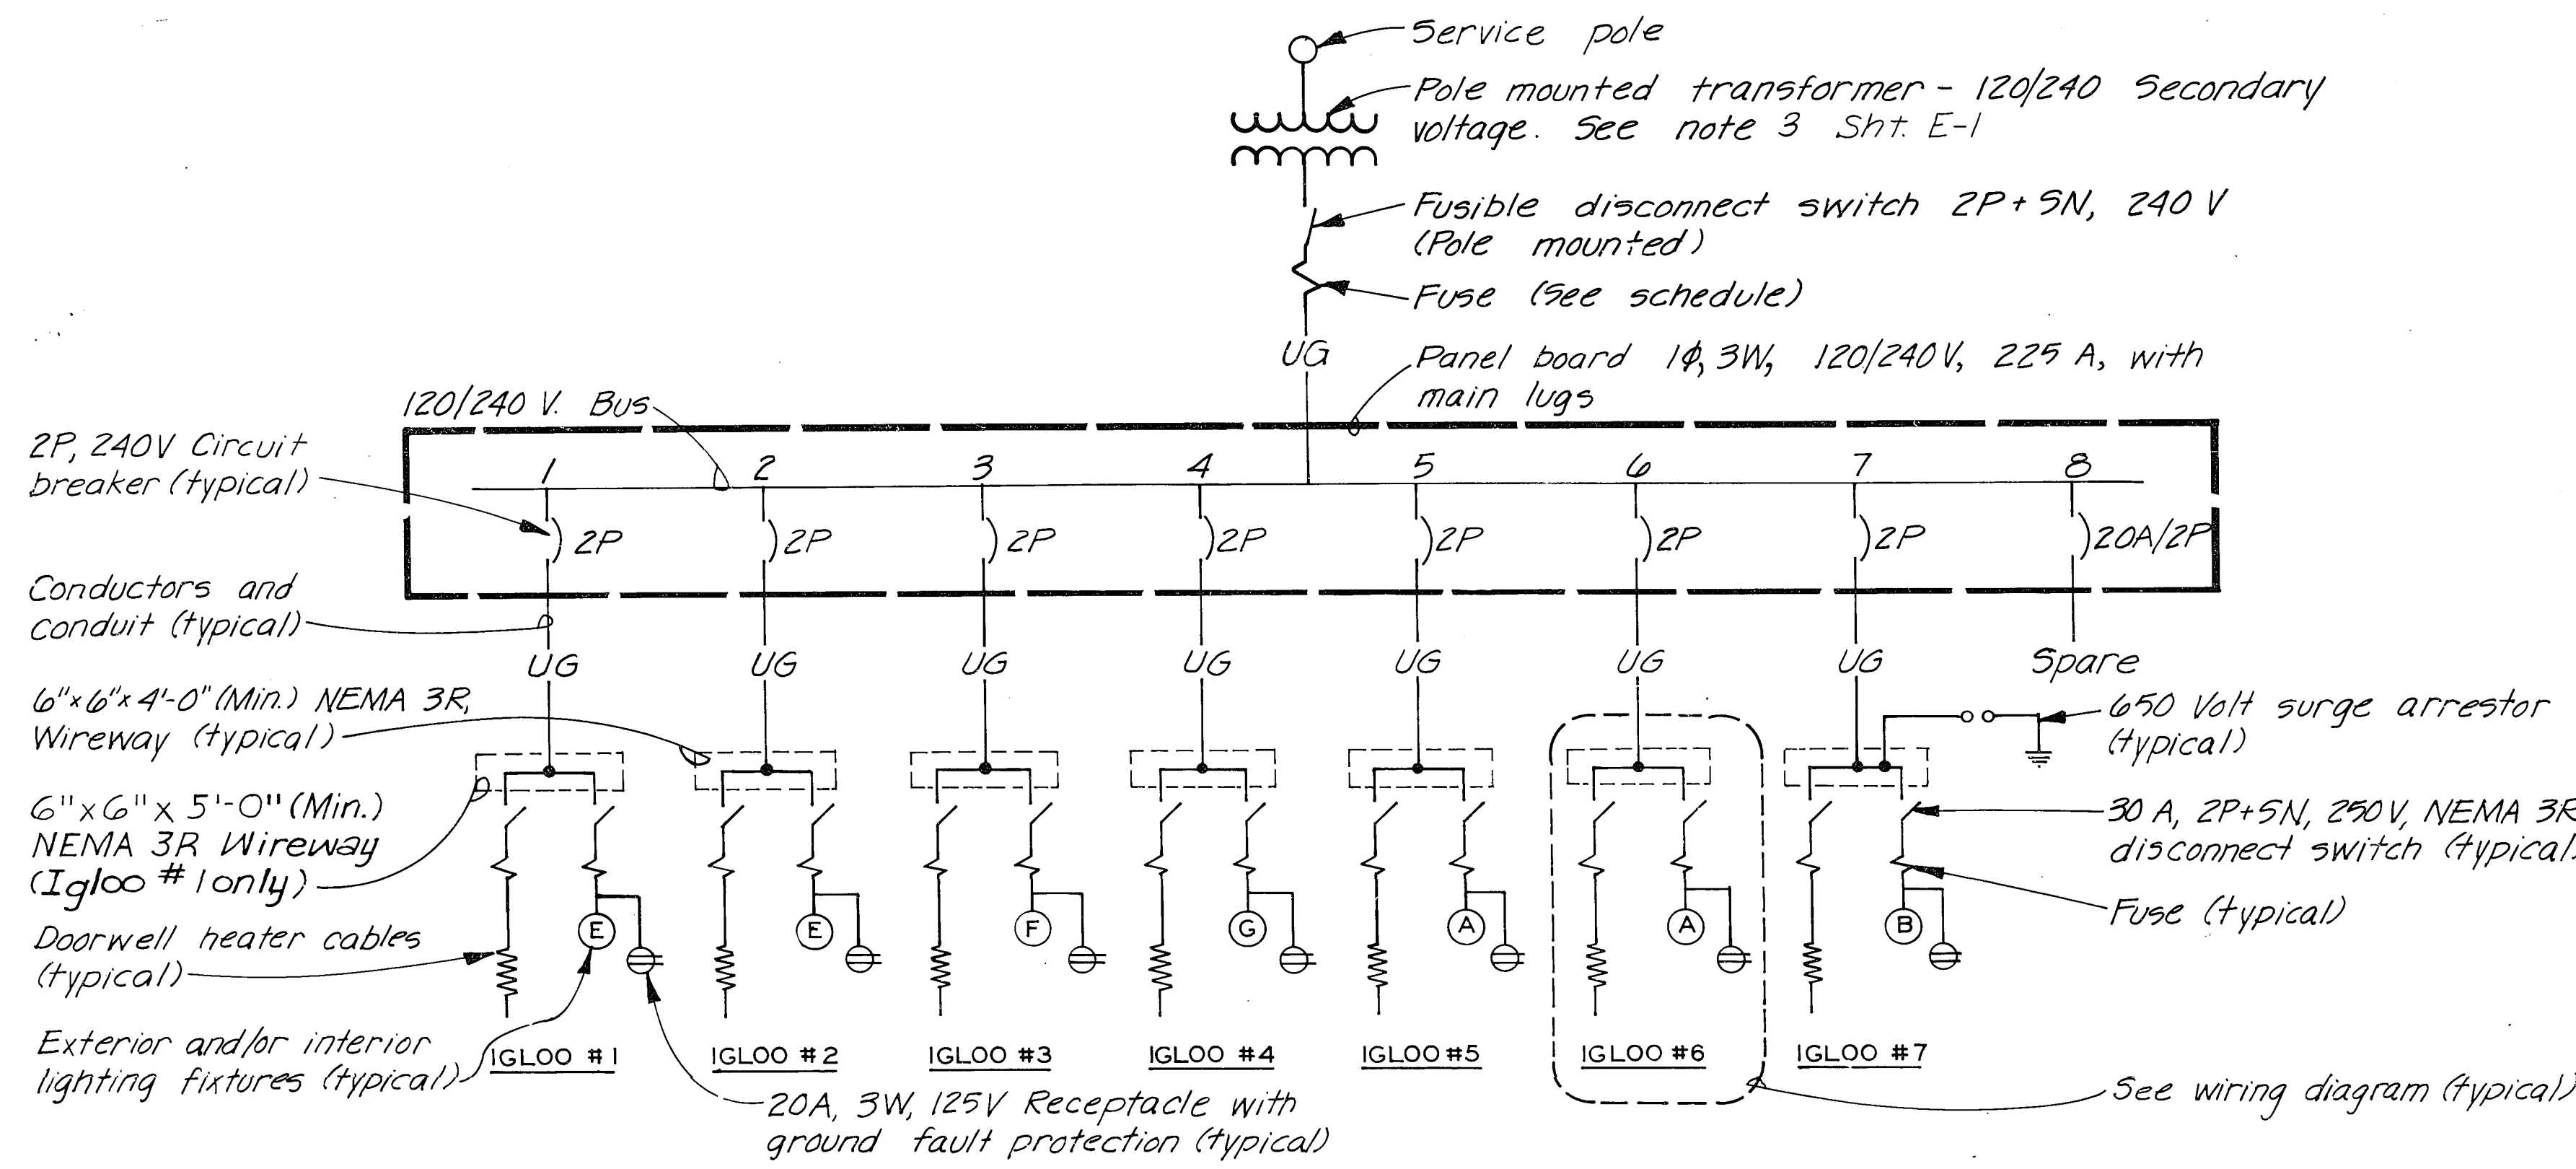 Service pole
Pole mounted transformer - 120/240 Secondary
voltage. See note 3 Sht. E-1
Fusible disconnect switch 2P + SN, 240 V
(Pole mounted)
Fuse (See schedule)
UG
Panel board 1ϕ, 3W, 120/240V, 225 A, with
main lugs
120/240 V. Bus
2P, 240V Circuit
breaker (typical)
1 2 3 4 5 6 7 8
2P 2P 2P 2P 2P 2P 2P 20A/2P
Conductors and
conduit (typical)
UG UG UG UG UG UG UG Spare
6"x6"x4'-0" (Min.) NEMA 3R,
Wireway (typical)
650 Volt surge arrestor
(typical)
6"x6"x 5'-0" (Min.)
NEMA 3R Wireway
(Igloo #1 only)
30 A, 2P+SN, 250V, NEMA 3R
disconnect switch (typical)
Fuse (typical)
E E F G A A B
Doorwell heater cables
(typical)
Exterior and/or interior
lighting fixtures (typical)
IGLOO #1 IGLOO #2 IGLOO #3 IGLOO #4 IGLOO #5 IGLOO #6 IGLOO #7
20A, 3W, 125V Receptacle with
ground fault protection (typical)
See wiring diagram (typical)